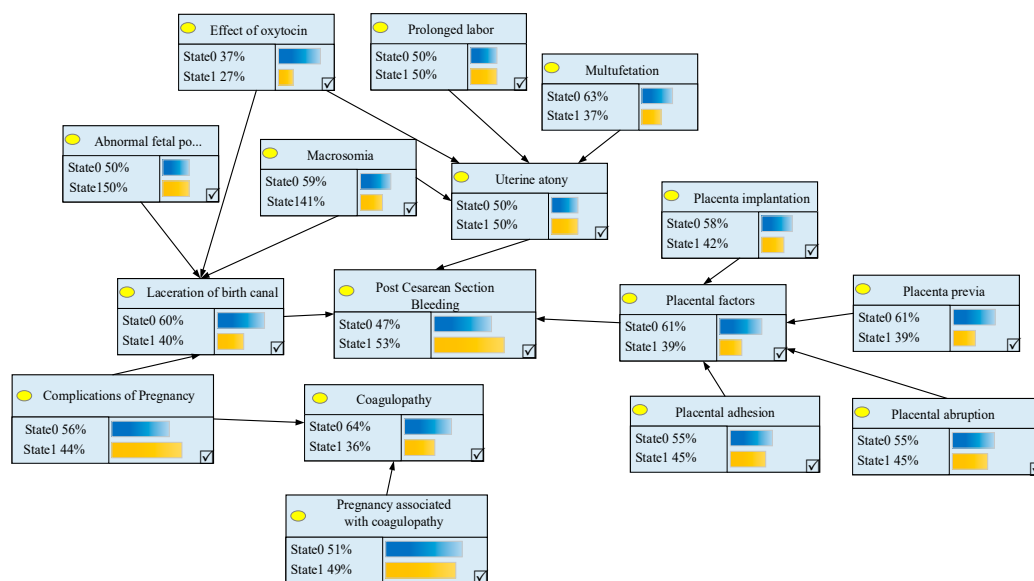 Effect of oxytocin
State0 37%
State1 27%
Prolonged labor
State0 50%
State1 50%
Multufetation
State0 63%
State1 37%
Abnormal fetal po...
State0 50%
State150%
Macrosomia
State0 59%
State141%
Uterine atony
State0 50%
State1 50%
Placenta implantation
State0 58%
State1 42%
Laceration of birth canal
State0 60%
State1 40%
Post Cesarean Section
Bleeding
State0 47%
State1 53%
Placental factors
State0 61%
State1 39%
Placenta previa
State0 61%
State1 39%
Complications of Pregnancy
State0 56%
State1 44%
Coagulopathy
State0 64%
State1 36%
Placental adhesion
State0 55%
State1 45%
Placental abruption
State0 55%
State1 45%
Pregnancy associated
with coagulopathy
State0 51%
State1 49%